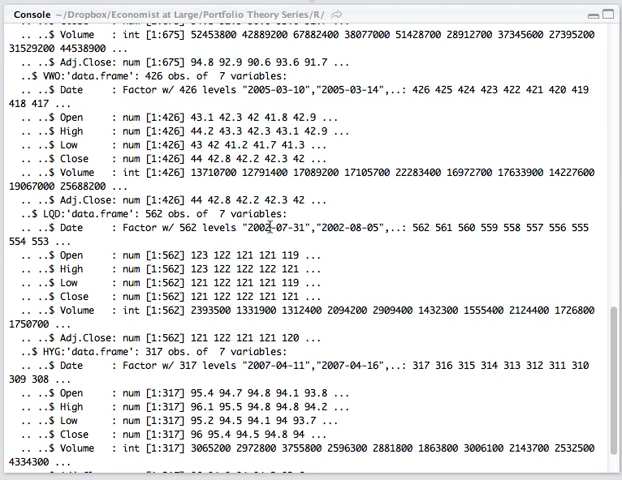 Console ~/Dropbox/Economist at Large/Portfolio Theory Series/R/
.. ..$ Volume   : int [1:675] 52453800 42889200 67882400 38077000 51428700 28912700 37345600 27395200
31529200 44538900 ...
.. ..$ Adj.Close: num [1:675] 94.8 92.9 90.6 93.6 91.7 ...
.. ..$ VWO:'data.frame': 426 obs. of  7 variables:
.. ..$ Date     : Factor w/ 426 levels "2005-03-10","2005-03-14",..: 426 425 424 423 422 421 420 419
418 417 ...
.. ..$ Open     : num [1:426] 43.1 42.3 42 41.8 42.9 ...
.. ..$ High     : num [1:426] 44.2 43.3 42.3 43.1 42.9 ...
.. ..$ Low      : num [1:426] 43 42 41.2 41.7 41.3 ...
.. ..$ Close    : num [1:426] 44 42.8 42.2 42.3 42 ...
.. ..$ Volume   : int [1:426] 13710700 12791400 17089200 17105700 22283400 16972700 17633900 14227600
19067000 25688200 ...
.. ..$ Adj.Close: num [1:426] 44 42.8 42.2 42.3 42 ...
..$ LQD:'data.frame': 562 obs. of  7 variables:
.. ..$ Date     : Factor w/ 562 levels "2002-07-31","2002-08-05",..: 562 561 560 559 558 557 556 555
554 553 ...
.. ..$ Open     : num [1:562] 123 122 121 121 119 ...
.. ..$ High     : num [1:562] 123 122 122 122 121 ...
.. ..$ Low      : num [1:562] 121 122 121 121 119 ...
.. ..$ Close    : num [1:562] 121 122 122 121 121 ...
.. ..$ Volume   : int [1:562] 2393500 1331900 1312400 2094200 2909400 1432300 1555400 2124400 1726800
1750700 ...
.. ..$ Adj.Close: num [1:562] 121 122 121 121 120 ...
..$ HYG:'data.frame': 317 obs. of  7 variables:
.. ..$ Date     : Factor w/ 317 levels "2007-04-11","2007-04-16",..: 317 316 315 314 313 312 311 310
309 308 ...
.. ..$ Open     : num [1:317] 95.4 94.7 94.8 94.1 93.8 ...
.. ..$ High     : num [1:317] 96.1 95.5 94.8 94.8 94.2 ...
.. ..$ Low      : num [1:317] 95.2 94.5 94.1 94 93.7 ...
.. ..$ Close    : num [1:317] 96 95.4 94.5 94.8 94 ...
.. ..$ Volume   : int [1:317] 3065200 2972800 3755800 2596300 2881800 1863800 3006100 2143700 2532500
4334300 ...